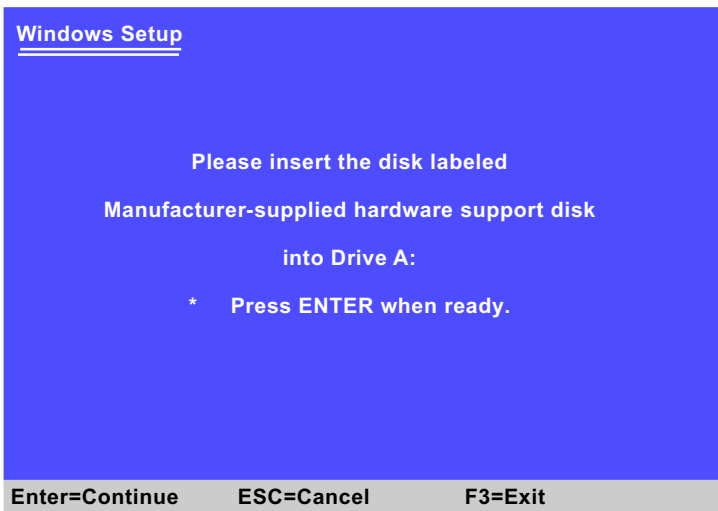 Windows Setup
Please insert the disk labeled
Manufacturer-supplied hardware support disk
into Drive A:
* Press ENTER when ready.
Enter=Continue ESC=Cancel F3=Exit